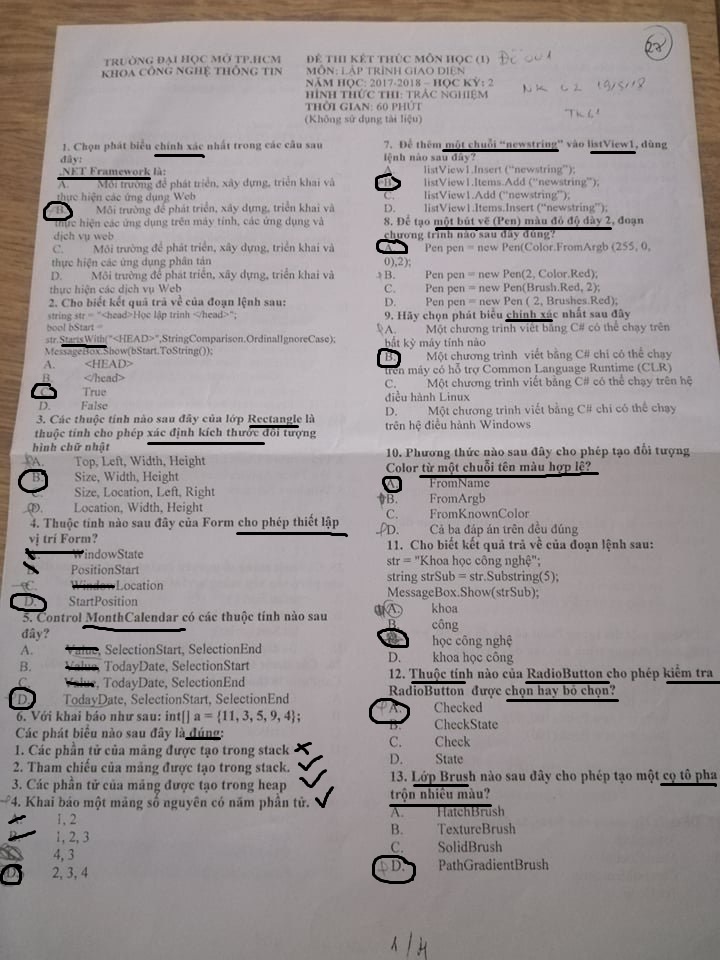 TRƯỜNG ĐẠI HỌC MỞ TP.HCM
KHOA CÔNG NGHỆ THÔNG TIN
ĐỀ THI KẾT THÚC MÔN HỌC (1) Đề 001
MÔN: LẬP TRÌNH GIAO DIỆN
NĂM HỌC: 2017-2018 – HỌC KỲ: 2
HÌNH THỨC THI: TRẮC NGHIỆM
THỜI GIAN: 60 PHÚT
(Không sử dụng tài liệu)
1. Chọn phát biểu chính xác nhất trong các câu sau
đây:
.NET Framework là:
A. Môi trường để phát triển, xây dựng, triển khai và
thực hiện các ứng dụng Web
B. Môi trường để phát triển, xây dựng, triển khai và
thực hiện các ứng dụng trên máy tính, các ứng dụng và
dịch vụ web
C. Môi trường để phát triển, xây dựng, triển khai và
thực hiện các ứng dụng phân tán
D. Môi trường để phát triển, xây dựng, triển khai và
thực hiện các dịch vụ Web
2. Cho biết kết quả trả về của đoạn lệnh sau:
string str = "<head>Học lập trình </head>";
bool bStart =
str.StartsWith("<HEAD>",StringComparison.OrdinalIgnoreCase);
MessageBox.Show(bStart.ToString());
A. <HEAD>
B. </head>
C. True
D. False
3. Các thuộc tính nào sau đây của lớp Rectangle là
thuộc tính cho phép xác định kích thước đối tượng
hình chữ nhật
A. Top, Left, Width, Height
B. Size, Width, Height
C. Size, Location, Left, Right
D. Location, Width, Height
4. Thuộc tính nào sau đây của Form cho phép thiết lập
vị trí Form?
WindowState
PositionStart
C. Location
D. StartPosition
5. Control MonthCalendar có các thuộc tính nào sau
đây?
A. Value, SelectionStart, SelectionEnd
B. Value, TodayDate, SelectionStart
C. Value, TodayDate, SelectionEnd
D. TodayDate, SelectionStart, SelectionEnd
6. Với khai báo như sau: int[] a = {11, 3, 5, 9, 4};
Các phát biểu nào sau đây là đúng:
1. Các phần tử của mảng được tạo trong stack
2. Tham chiếu của mảng được tạo trong stack.
3. Các phần tử của mảng được tạo trong heap
4. Khai báo một mảng số nguyên có năm phần tử.
1, 2
1, 2, 3
4, 3
D. 2, 3, 4
7. Để thêm một chuỗi "newstring" vào listView1, dùng
lệnh nào sau đây?
A. listView1.Insert ("newstring");
B. listView1.Items.Add ("newstring");
C. listView1.Add ("newstring");
D. listView1.Items.Insert ("newstring");
8. Để tạo một bút vẽ (Pen) màu đỏ độ dày 2, đoạn
chương trình nào sau đây đúng?
A. Pen pen = new Pen(Color.FromArgb (255, 0,
0),2);
B. Pen pen = new Pen(2, Color.Red);
C. Pen pen = new Pen(Brush.Red, 2);
D. Pen pen = new Pen ( 2, Brushes.Red);
9. Hãy chọn phát biểu chính xác nhất sau đây
A. Một chương trình viết bằng C# có thể chạy trên
bất kỳ máy tính nào
B. Một chương trình viết bằng C# chỉ có thể chạy
trên máy có hỗ trợ Common Language Runtime (CLR)
C. Một chương trình viết bằng C# có thể chạy trên hệ
điều hành Linux
D. Một chương trình viết bằng C# chỉ có thể chạy
trên hệ điều hành Windows
10. Phương thức nào sau đây cho phép tạo đối tượng
Color từ một chuỗi tên màu hợp lệ?
A. FromName
B. FromArgb
C. FromKnownColor
D. Cả ba đáp án trên đều đúng
11. Cho biết kết quả trả về của đoạn lệnh sau:
str = "Khoa học công nghệ";
string strSub = str.Substring(5);
MessageBox.Show(strSub);
A. khoa
B. công
học công nghệ
D. khoa học công
12. Thuộc tính nào của RadioButton cho phép kiểm tra
RadioButton được chọn hay bỏ chọn?
A. Checked
B. CheckState
C. Check
D. State
13. Lớp Brush nào sau đây cho phép tạo một cọ tô pha
trộn nhiều màu?
A. HatchBrush
B. TextureBrush
C. SolidBrush
D. PathGradientBrush
1/4